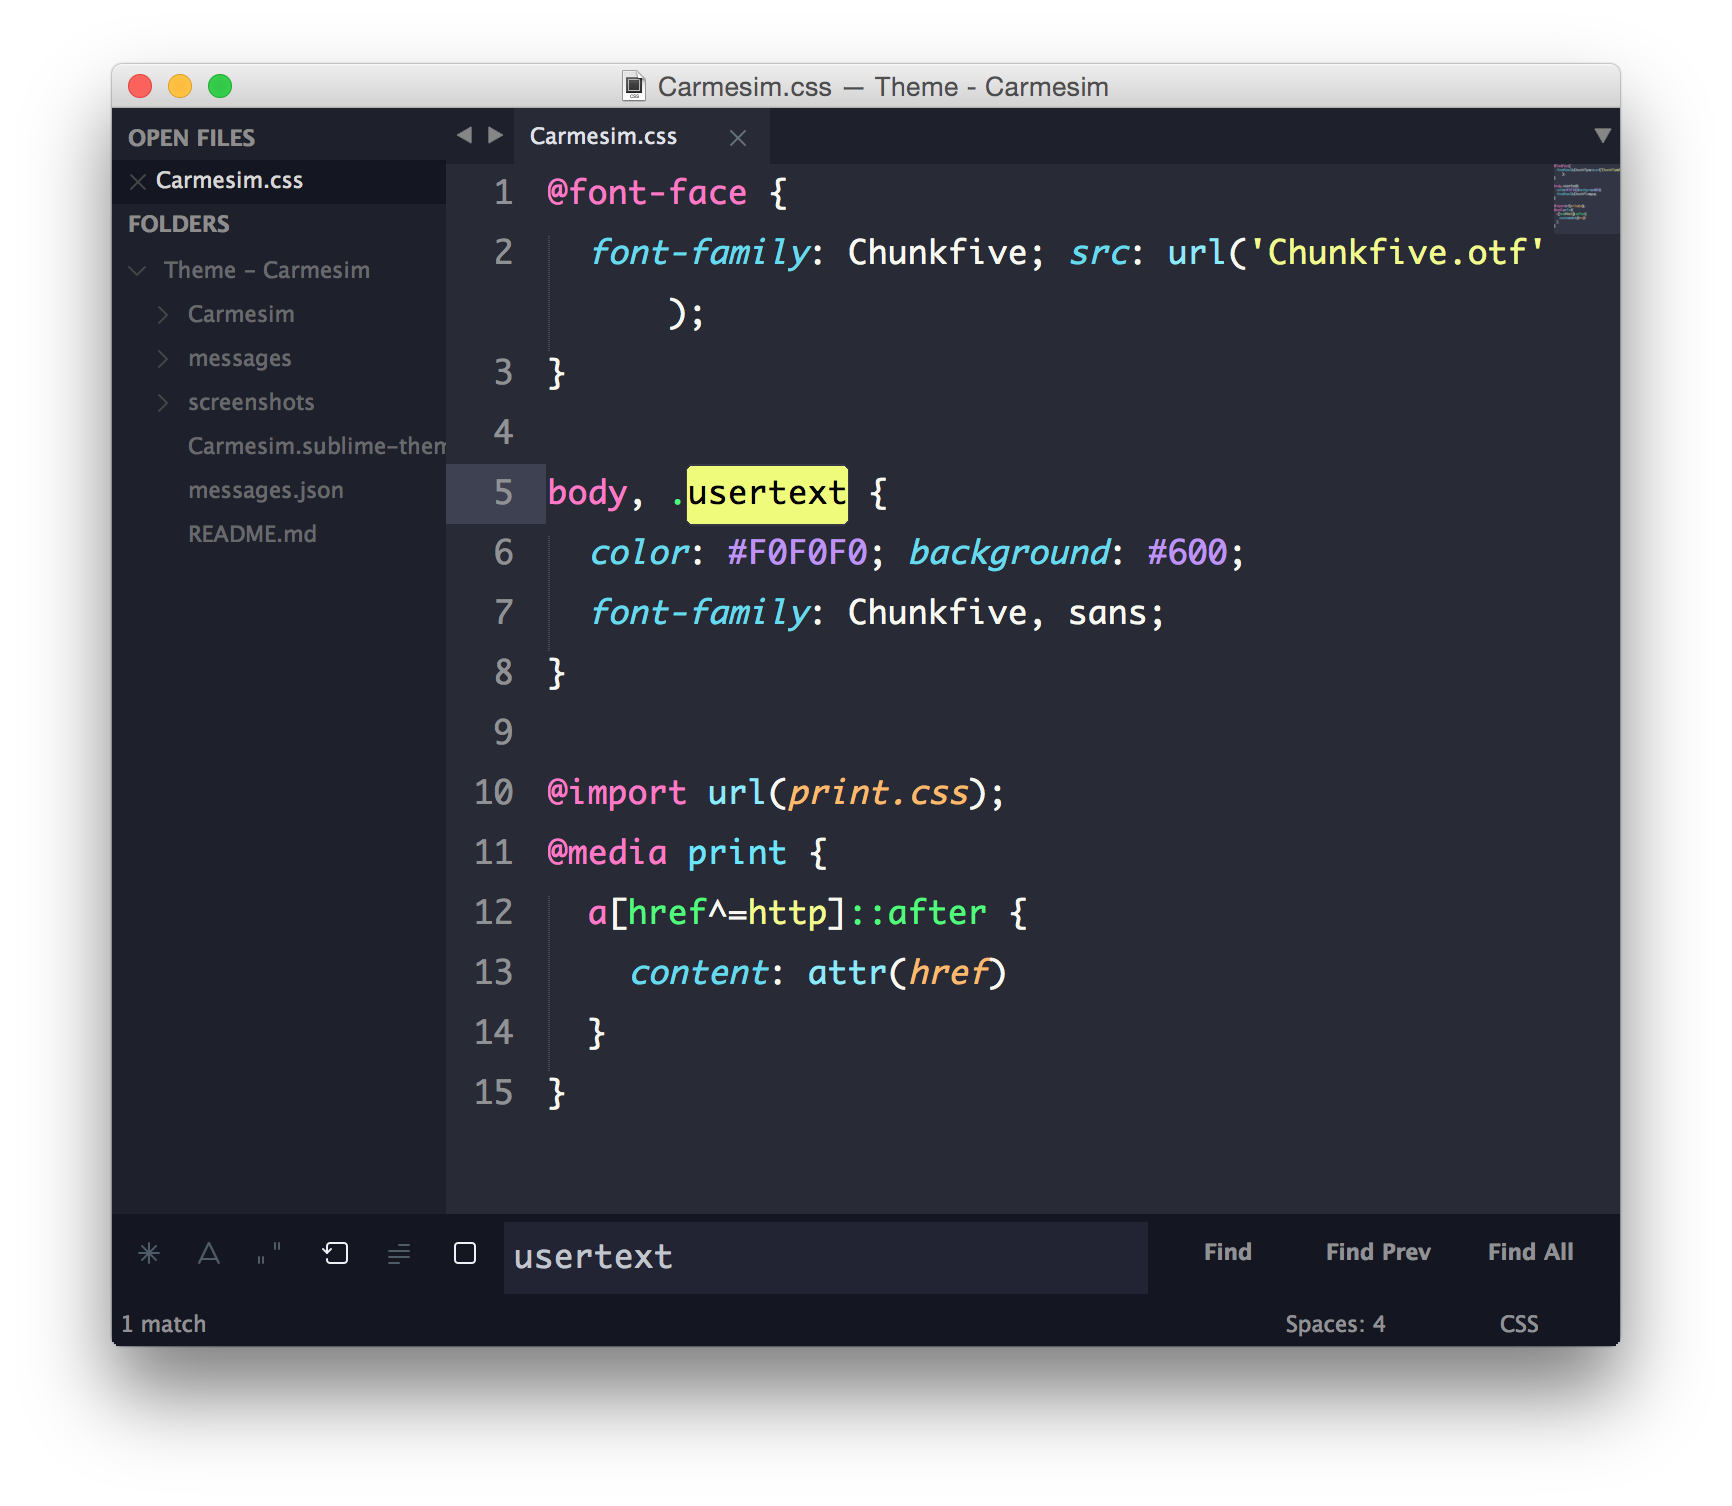 Carmesim.css — Theme - Carmesim
OPEN FILES
Carmesim.css
FOLDERS
Theme – Carmesim
Carmesim
messages
screenshots
Carmesim.sublime-them
messages.json
README.md
Carmesim.css
1 @font-face {
2 font-family: Chunkfive; src: url('Chunkfive.otf'
);
3 }
4
5 body, .usertext {
6 color: #F0F0F0; background: #600;
7 font-family: Chunkfive, sans;
8 }
9
10 @import url(print.css);
11 @media print {
12 a[href^=http]::after {
13 content: attr(href)
14 }
15 }
usertext
Find
Find Prev
Find All
1 match
Spaces: 4
CSS